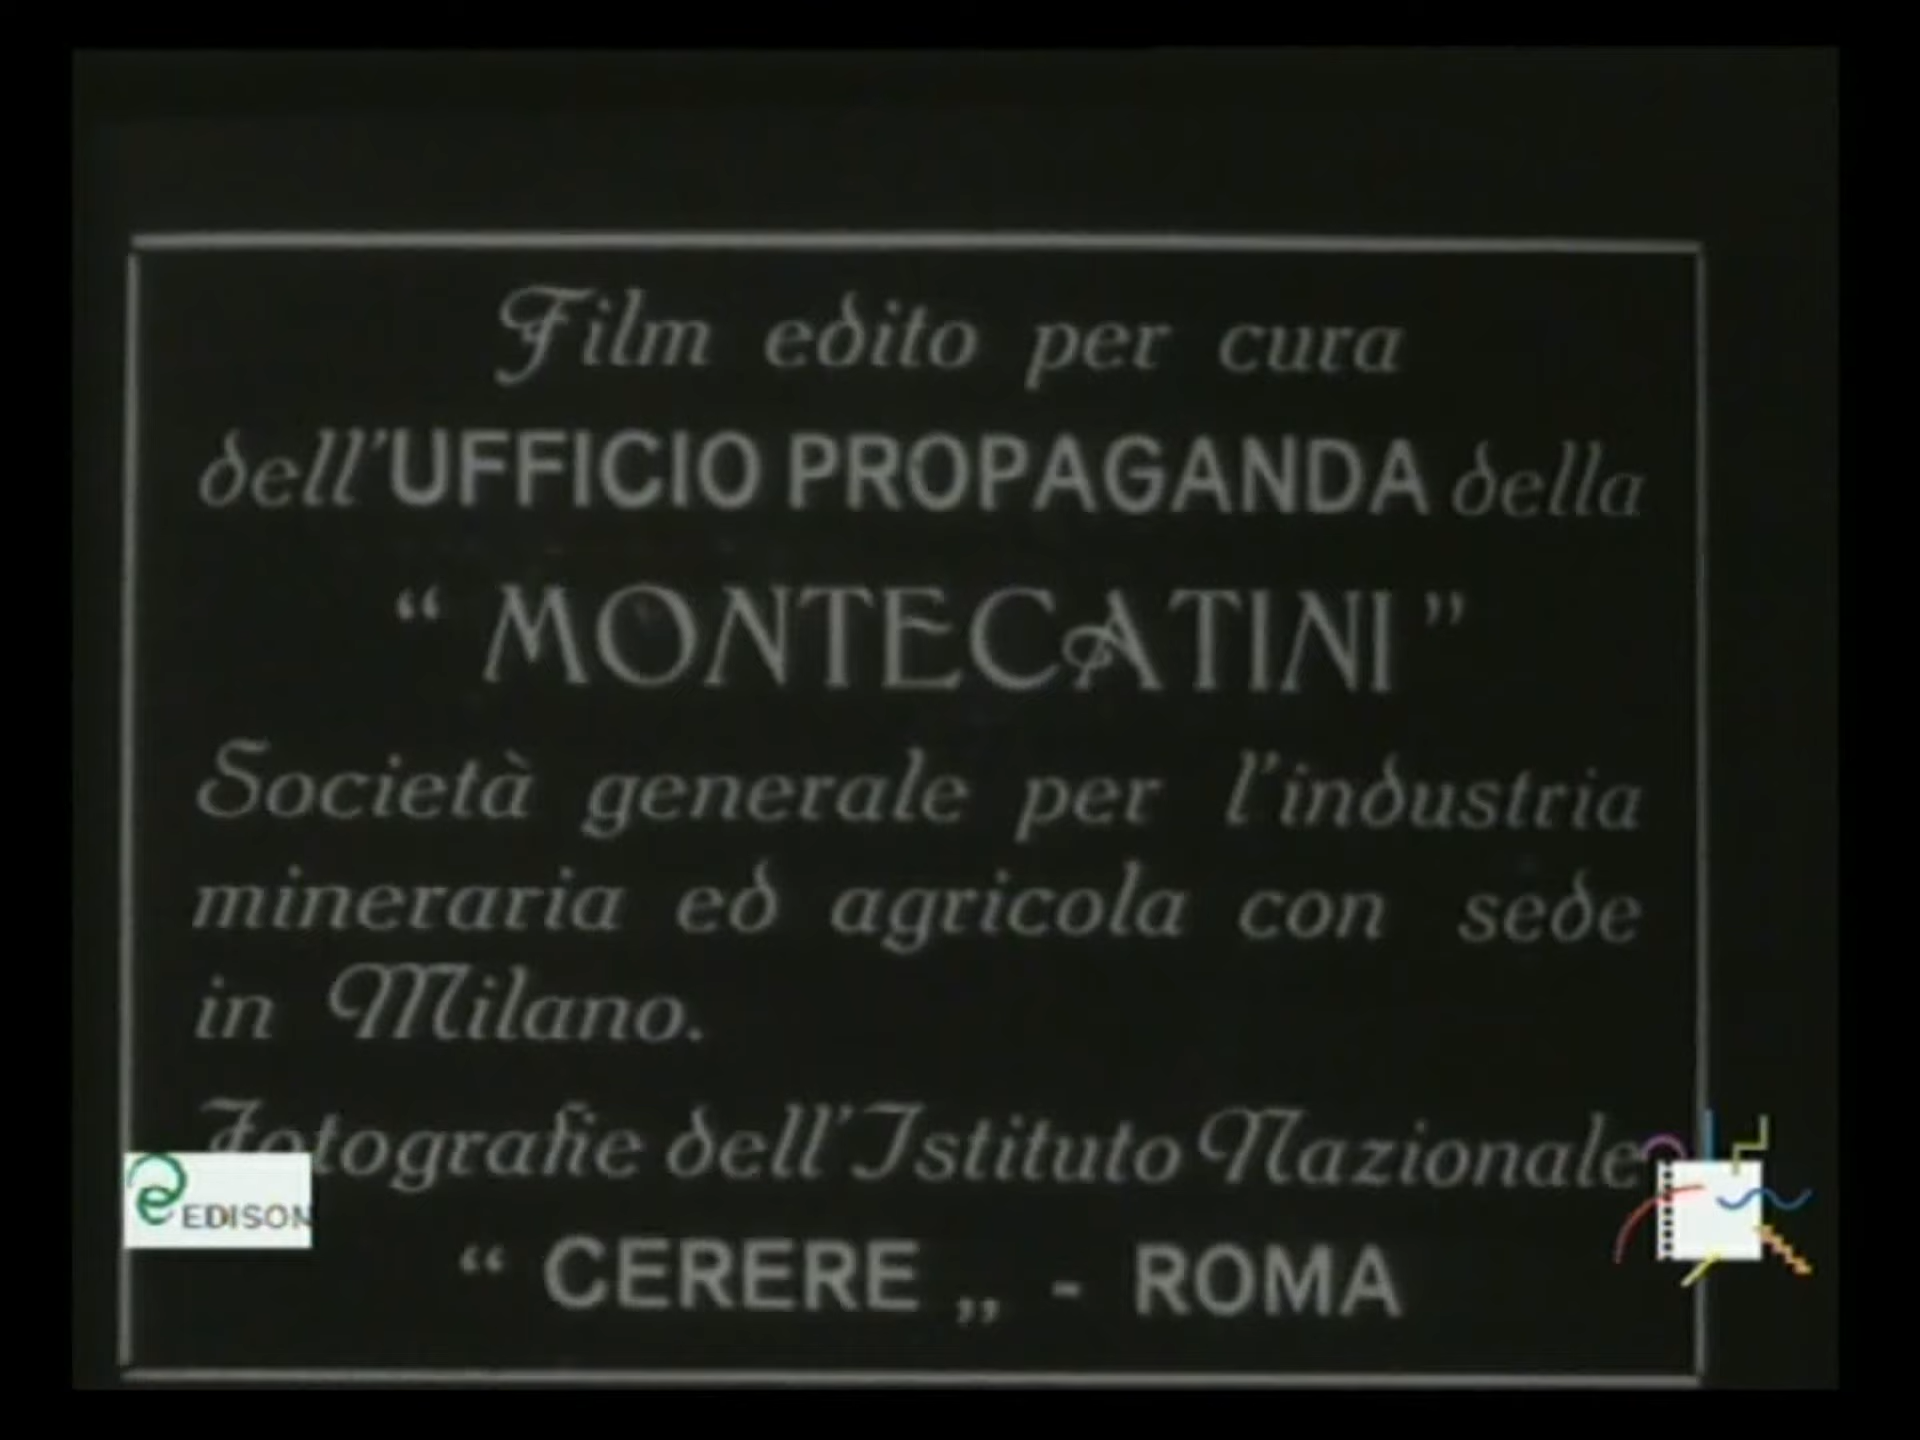 Film edito per cura
dell'UFFICIO PROPAGANDA della
“ MONTECATINI ”
Società generale per l'industria
mineraria ed agricola con sede
in Milano.
Fotografie dell'Istituto Nazionale
“ CERERE „ - ROMA
EDISON